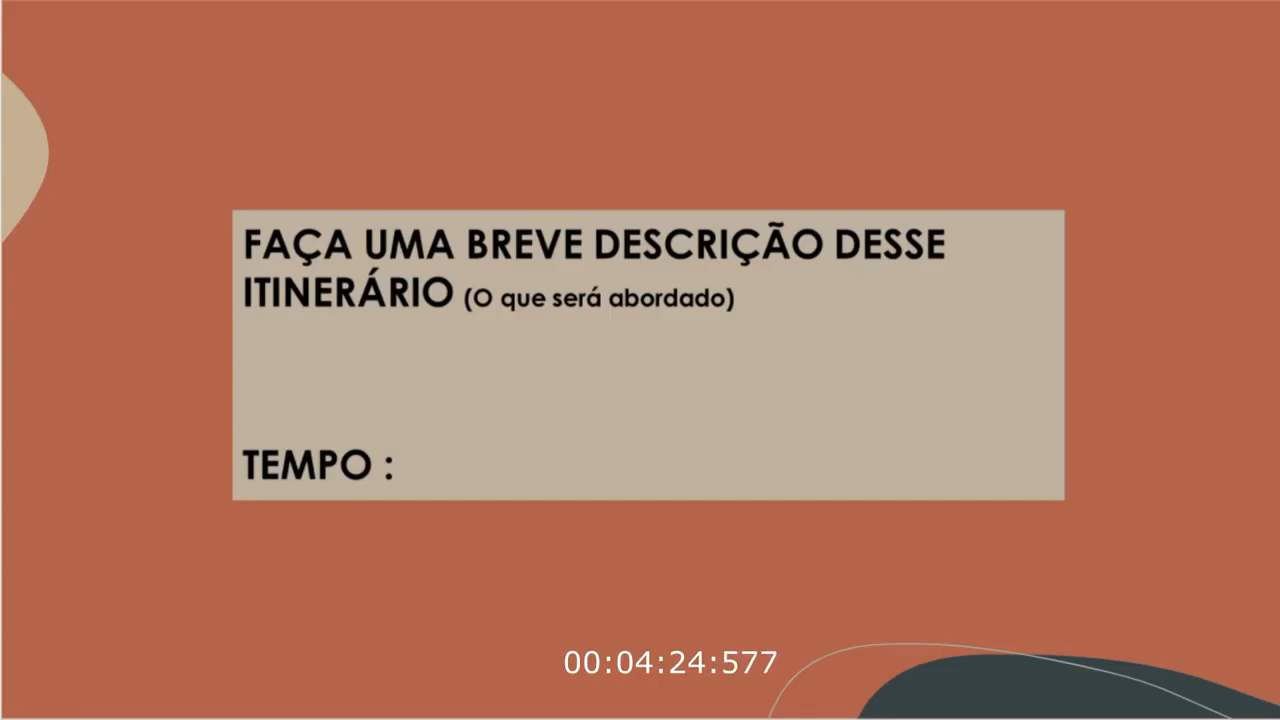 FAÇA UMA BREVE DESCRIÇÃO DESSE
ITINERÁRIO (O que será abordado)
TEMPO :
00:04:24:577